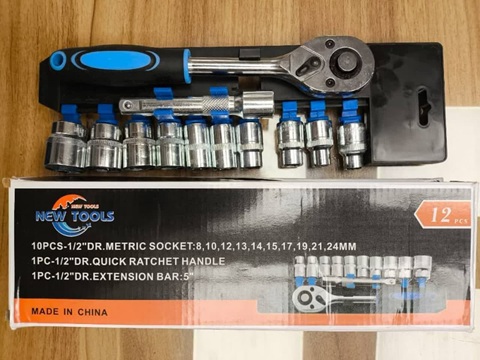 NEW TOOLS
NEW TOOLS
12 PCS
10PCS-1/2"DR.METRIC SOCKET:8,10,12,13,14,15,17,19,21,24MM
1PC-1/2"DR.QUICK RATCHET HANDLE
1PC-1/2"DR.EXTENSION BAR:5"
MADE IN CHINA